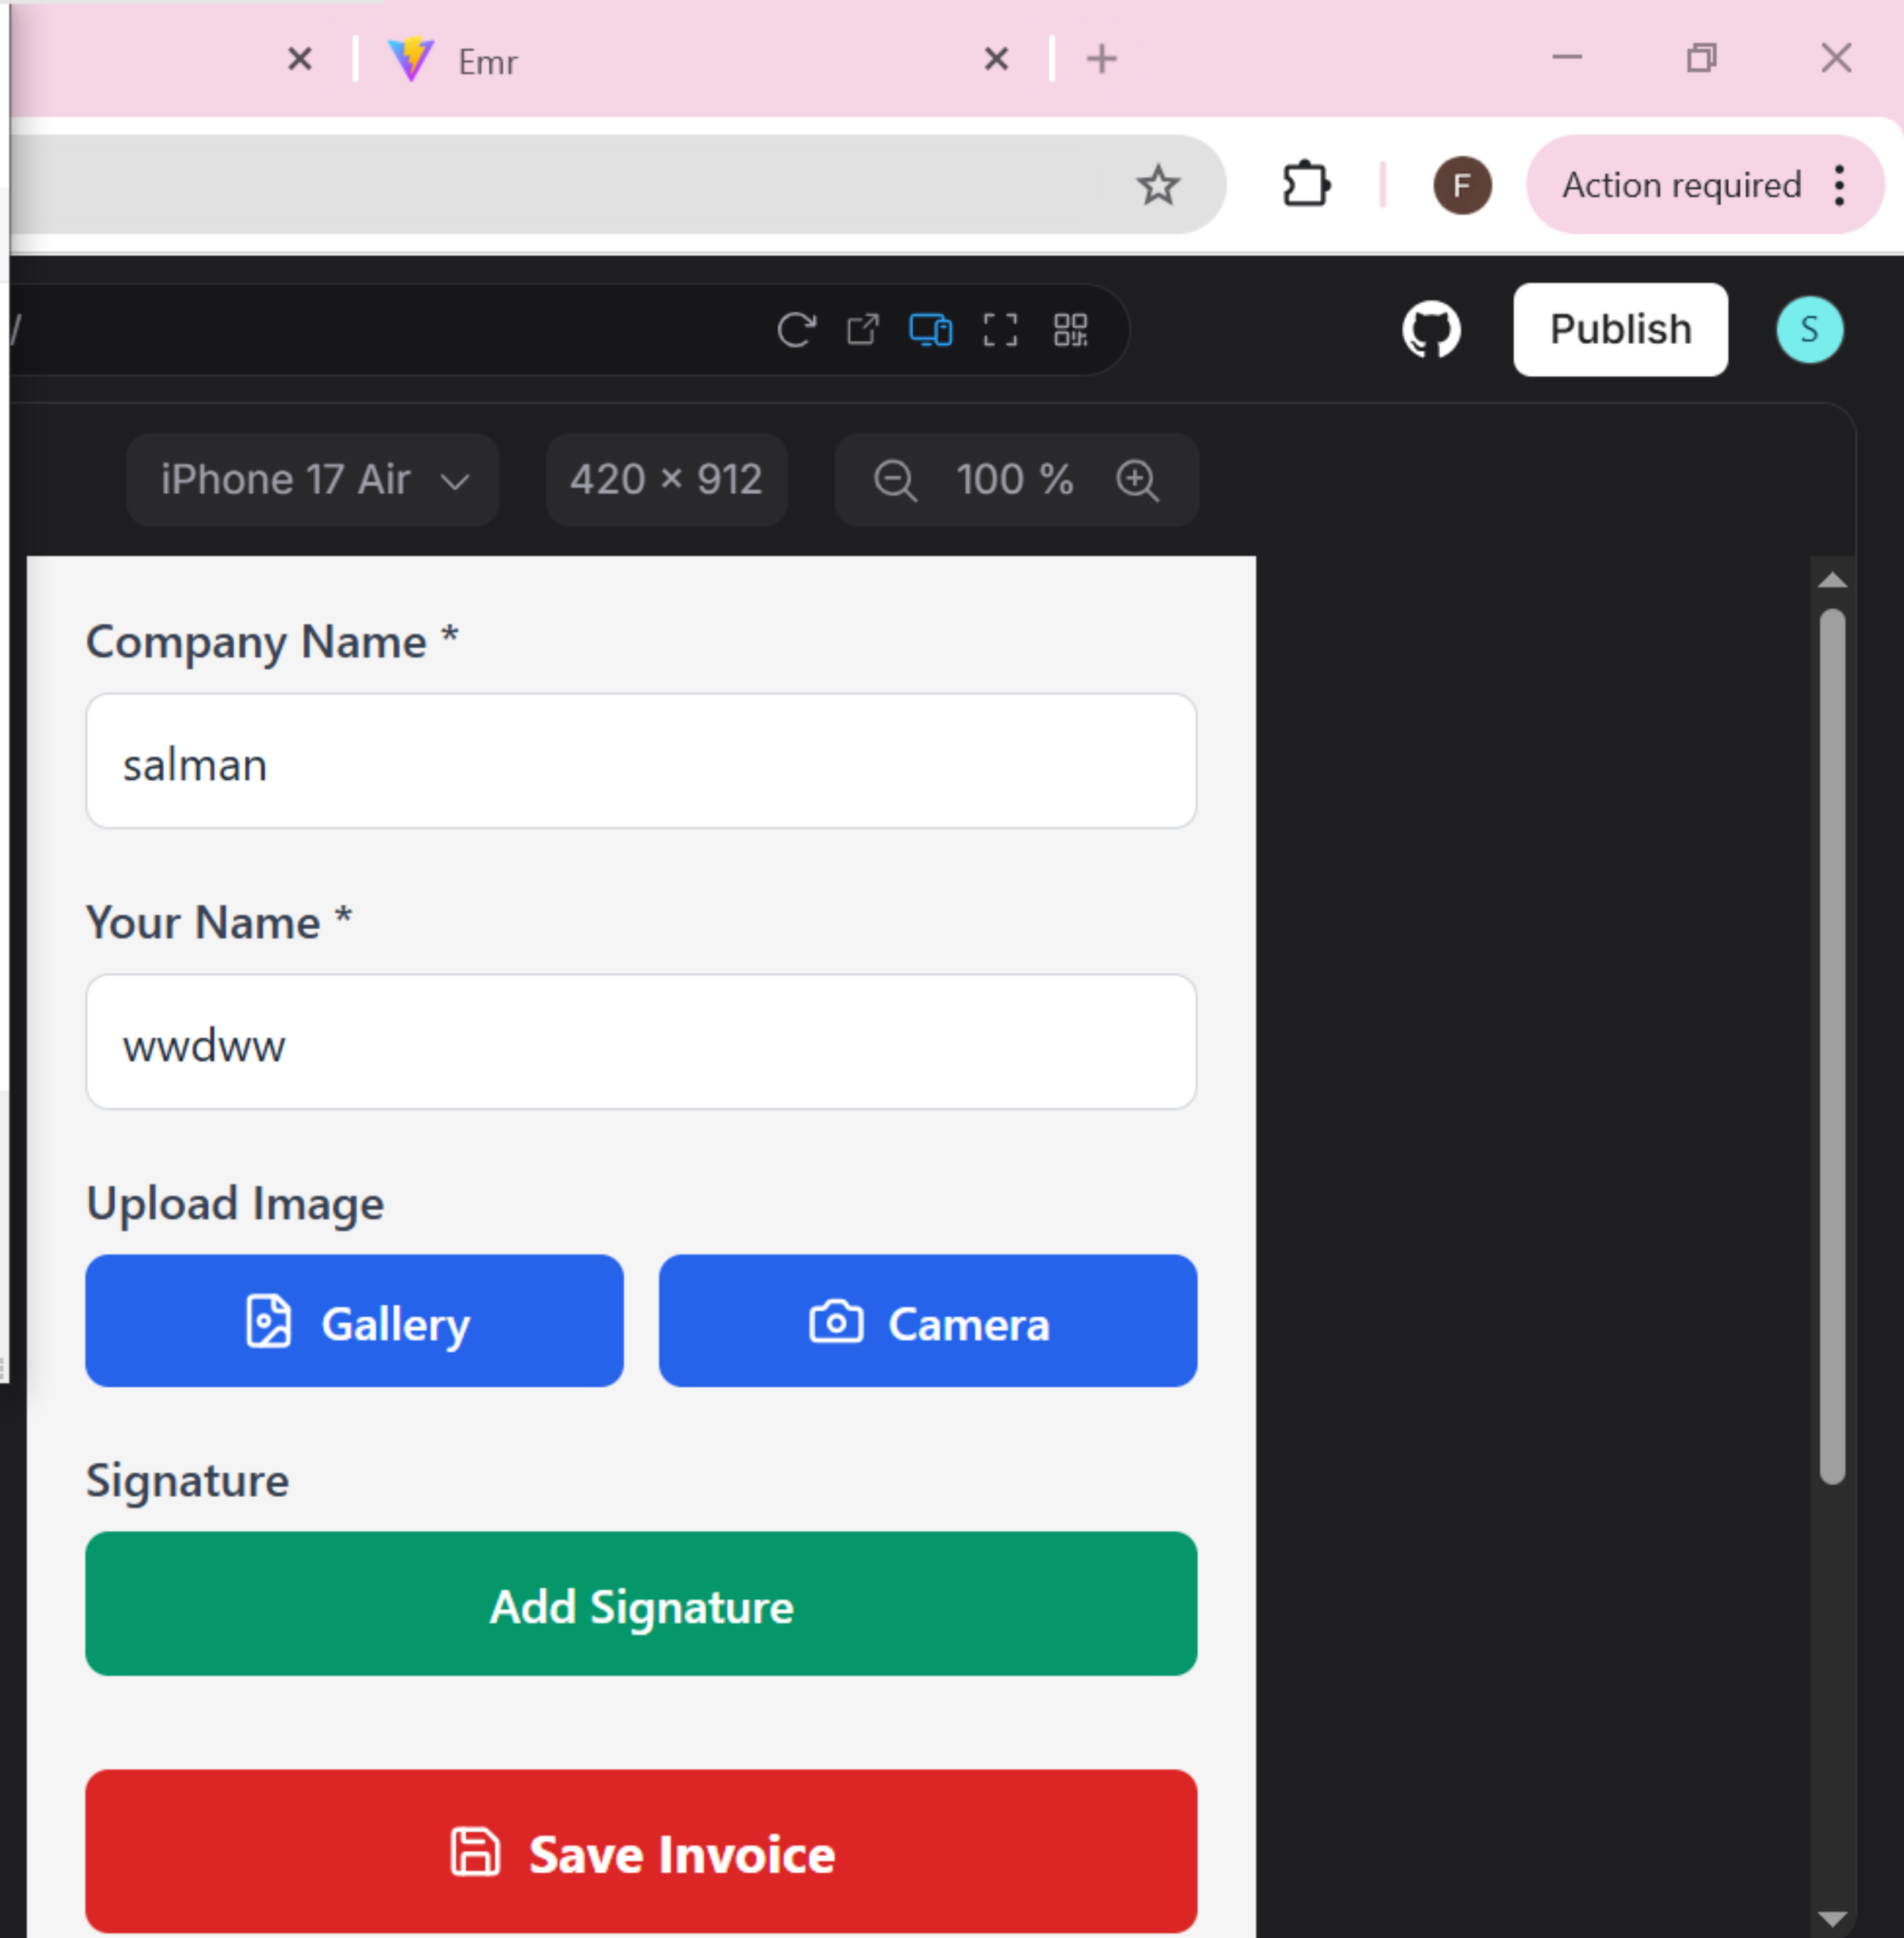 Emr
F
Action required
/
Publish
S
iPhone 17 Air
420 × 912
100 %
Company Name *
salman
Your Name *
wwdww
Upload Image
Gallery
Camera
Signature
Add Signature
Save Invoice